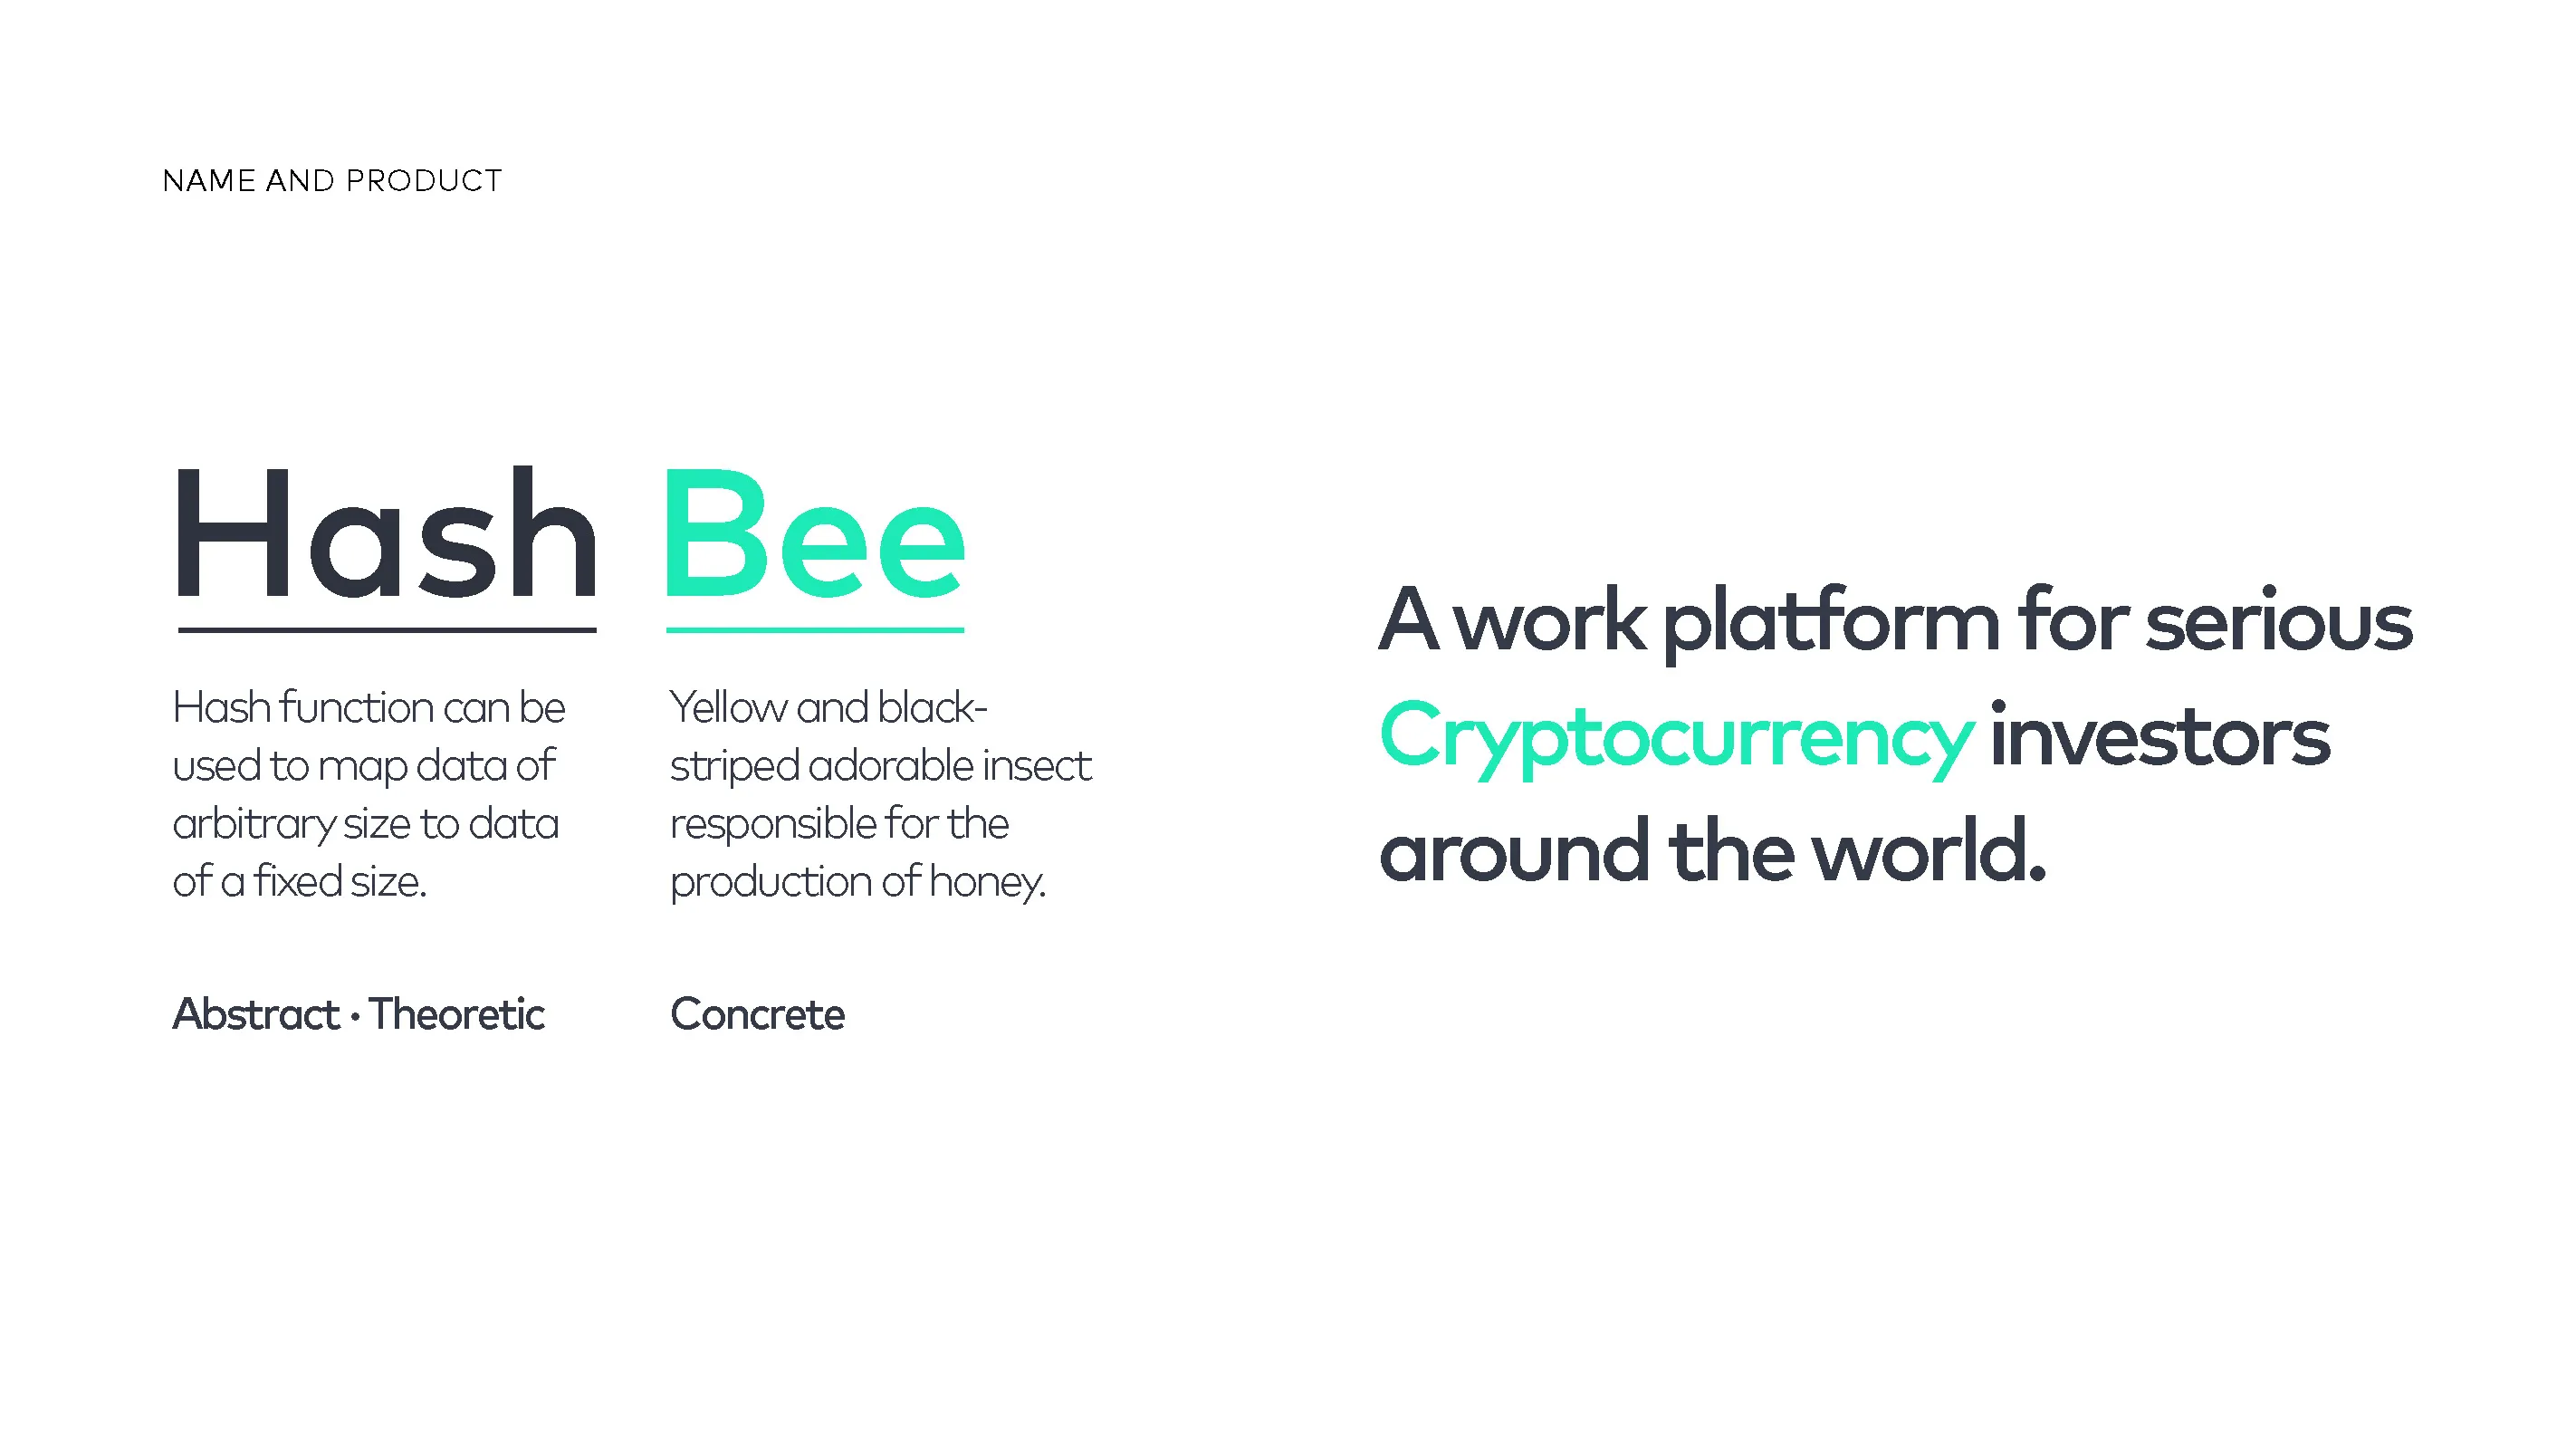 NAME AND PRODUCT
Hash Bee
Hash function can be
used to map data of
arbitrary size to data
of a fixed size.
Abstract • Theoretic
Yellow and black-
striped adorable insect
responsible for the
production of honey.
Concrete
A work platform for serious
Cryptocurrency investors
around the world.